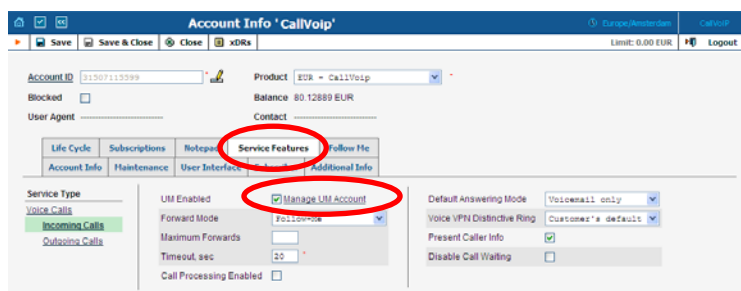 Account Info 'CallVoip' Europe/Amsterdam CallVoIP
Save Save & Close Close xDRs Limit: 0.00 EUR Logout
Account ID 31507115599 * Product EUR - CallVoip *
Blocked Balance 80.12889 EUR
User Agent Contact
Life Cycle Subscriptions Notepad Service Features Follow Me
Account Info Maintenance User Interface Subscriber Additional Info
Service Type UM Enabled Manage UM Account Default Answering Mode Voicemail only
Voice Calls Forward Mode Follow-me Voice VPN Distinctive Ring Customer's default
Incoming Calls
Outgoing Calls Maximum Forwards Present Caller Info
Timeout, sec 20 * Disable Call Waiting
Call Processing Enabled